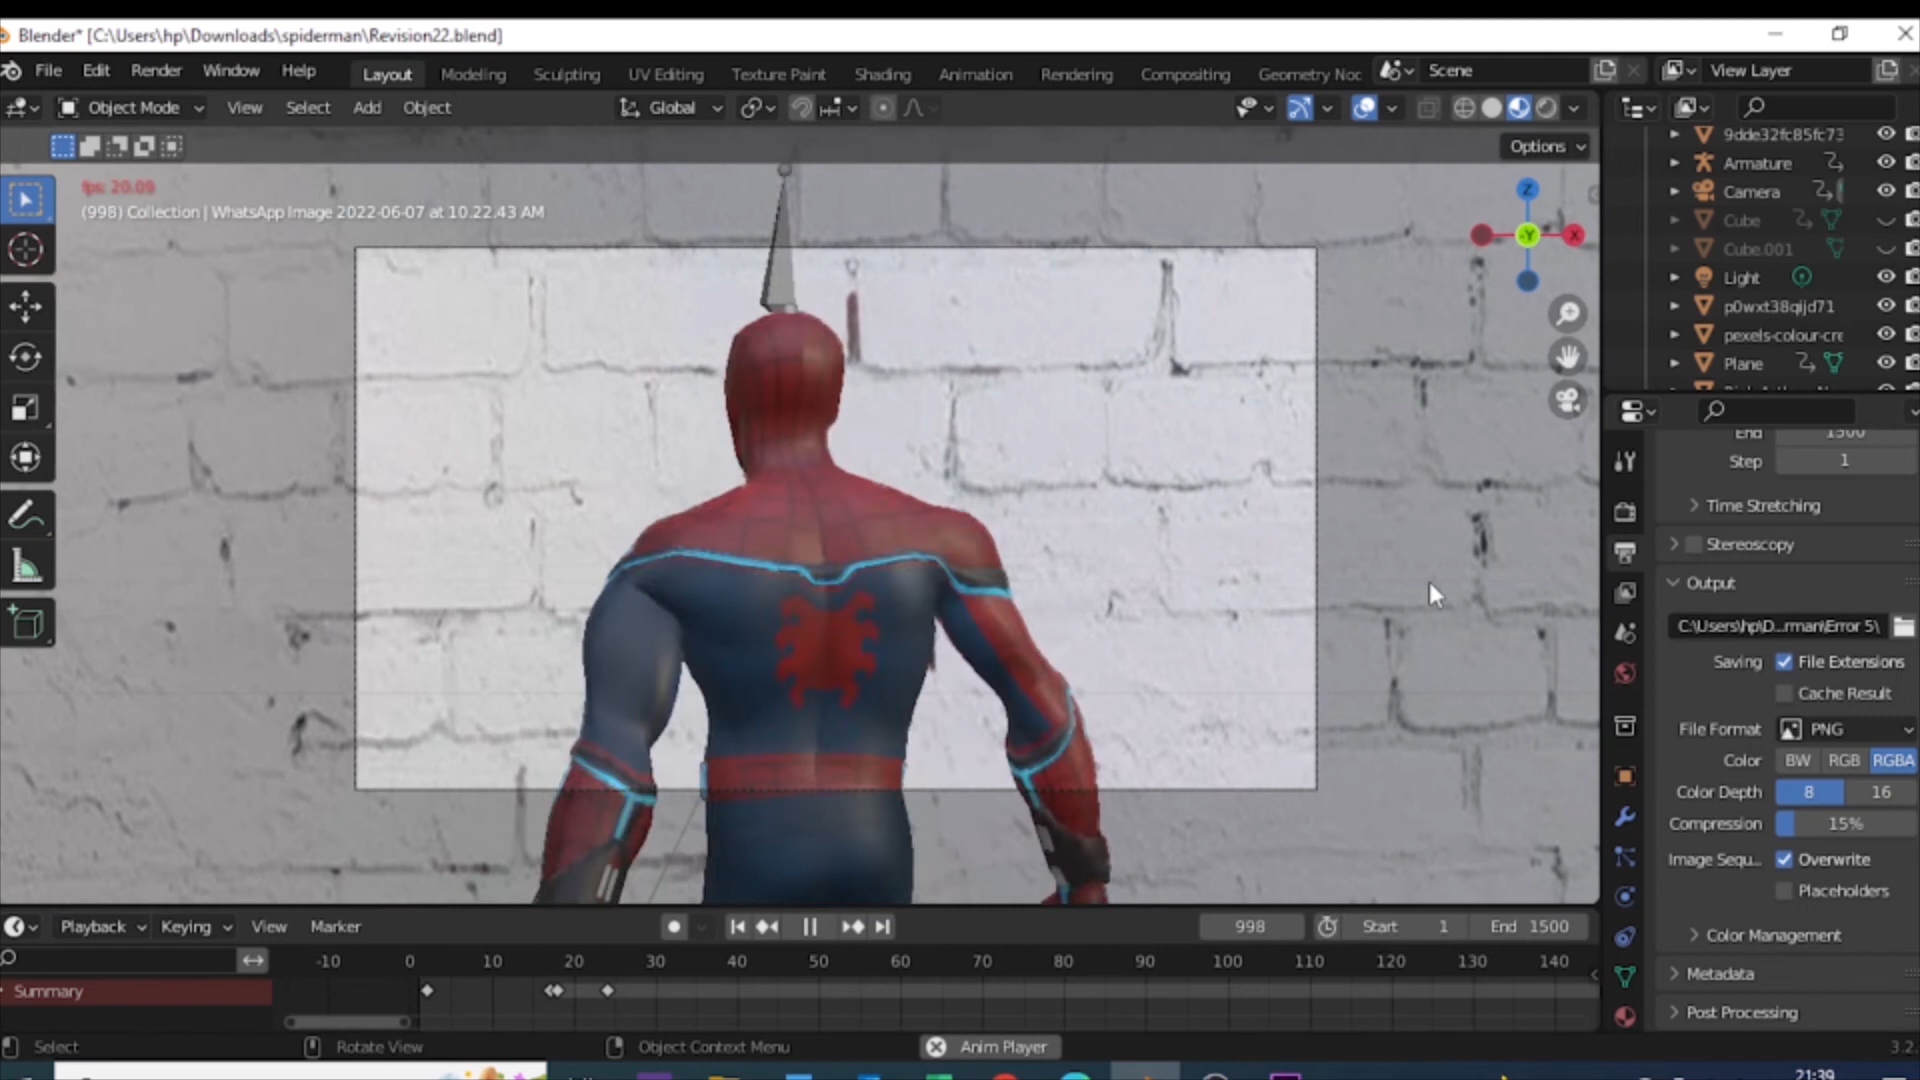 Blender* [C:\Users\hp\Downloads\spiderman\Revision22.blend]
File Edit Render Window Help Layout Modeling Sculpting UV Editing Texture Paint Shading Animation Rendering Compositing Geometry Noc Scene View Layer
Object Mode View Select Add Object Global
Options
9dde32fc85fc73
Armature
fps: 20.08
Camera
(998) Collection | WhatsApp Image 2022-06-07 at 10.22.43 AM
Cube
Z
-Y
X
Cube.001
Light
p0wxt38qijd71
pexels-colour-cre
Plane
End 1500
Step 1
Time Stretching
Stereoscopy
Output
C:\Users\hp\D...rman\Error 5\
Saving File Extensions
Cache Result
File Format PNG
Color BW RGB RGBA
Color Depth 8 16
Compression 15%
Image Sequ... Overwrite
Placeholders
Color Management
Metadata
Post Processing
Playback Keying View Marker 998 Start 1 End 1500
-10 0 10 20 30 40 50 60 70 80 90 100 110 120 130 140
Summary
Select Rotate View Object Context Menu Anim Player 3.2.
21:39